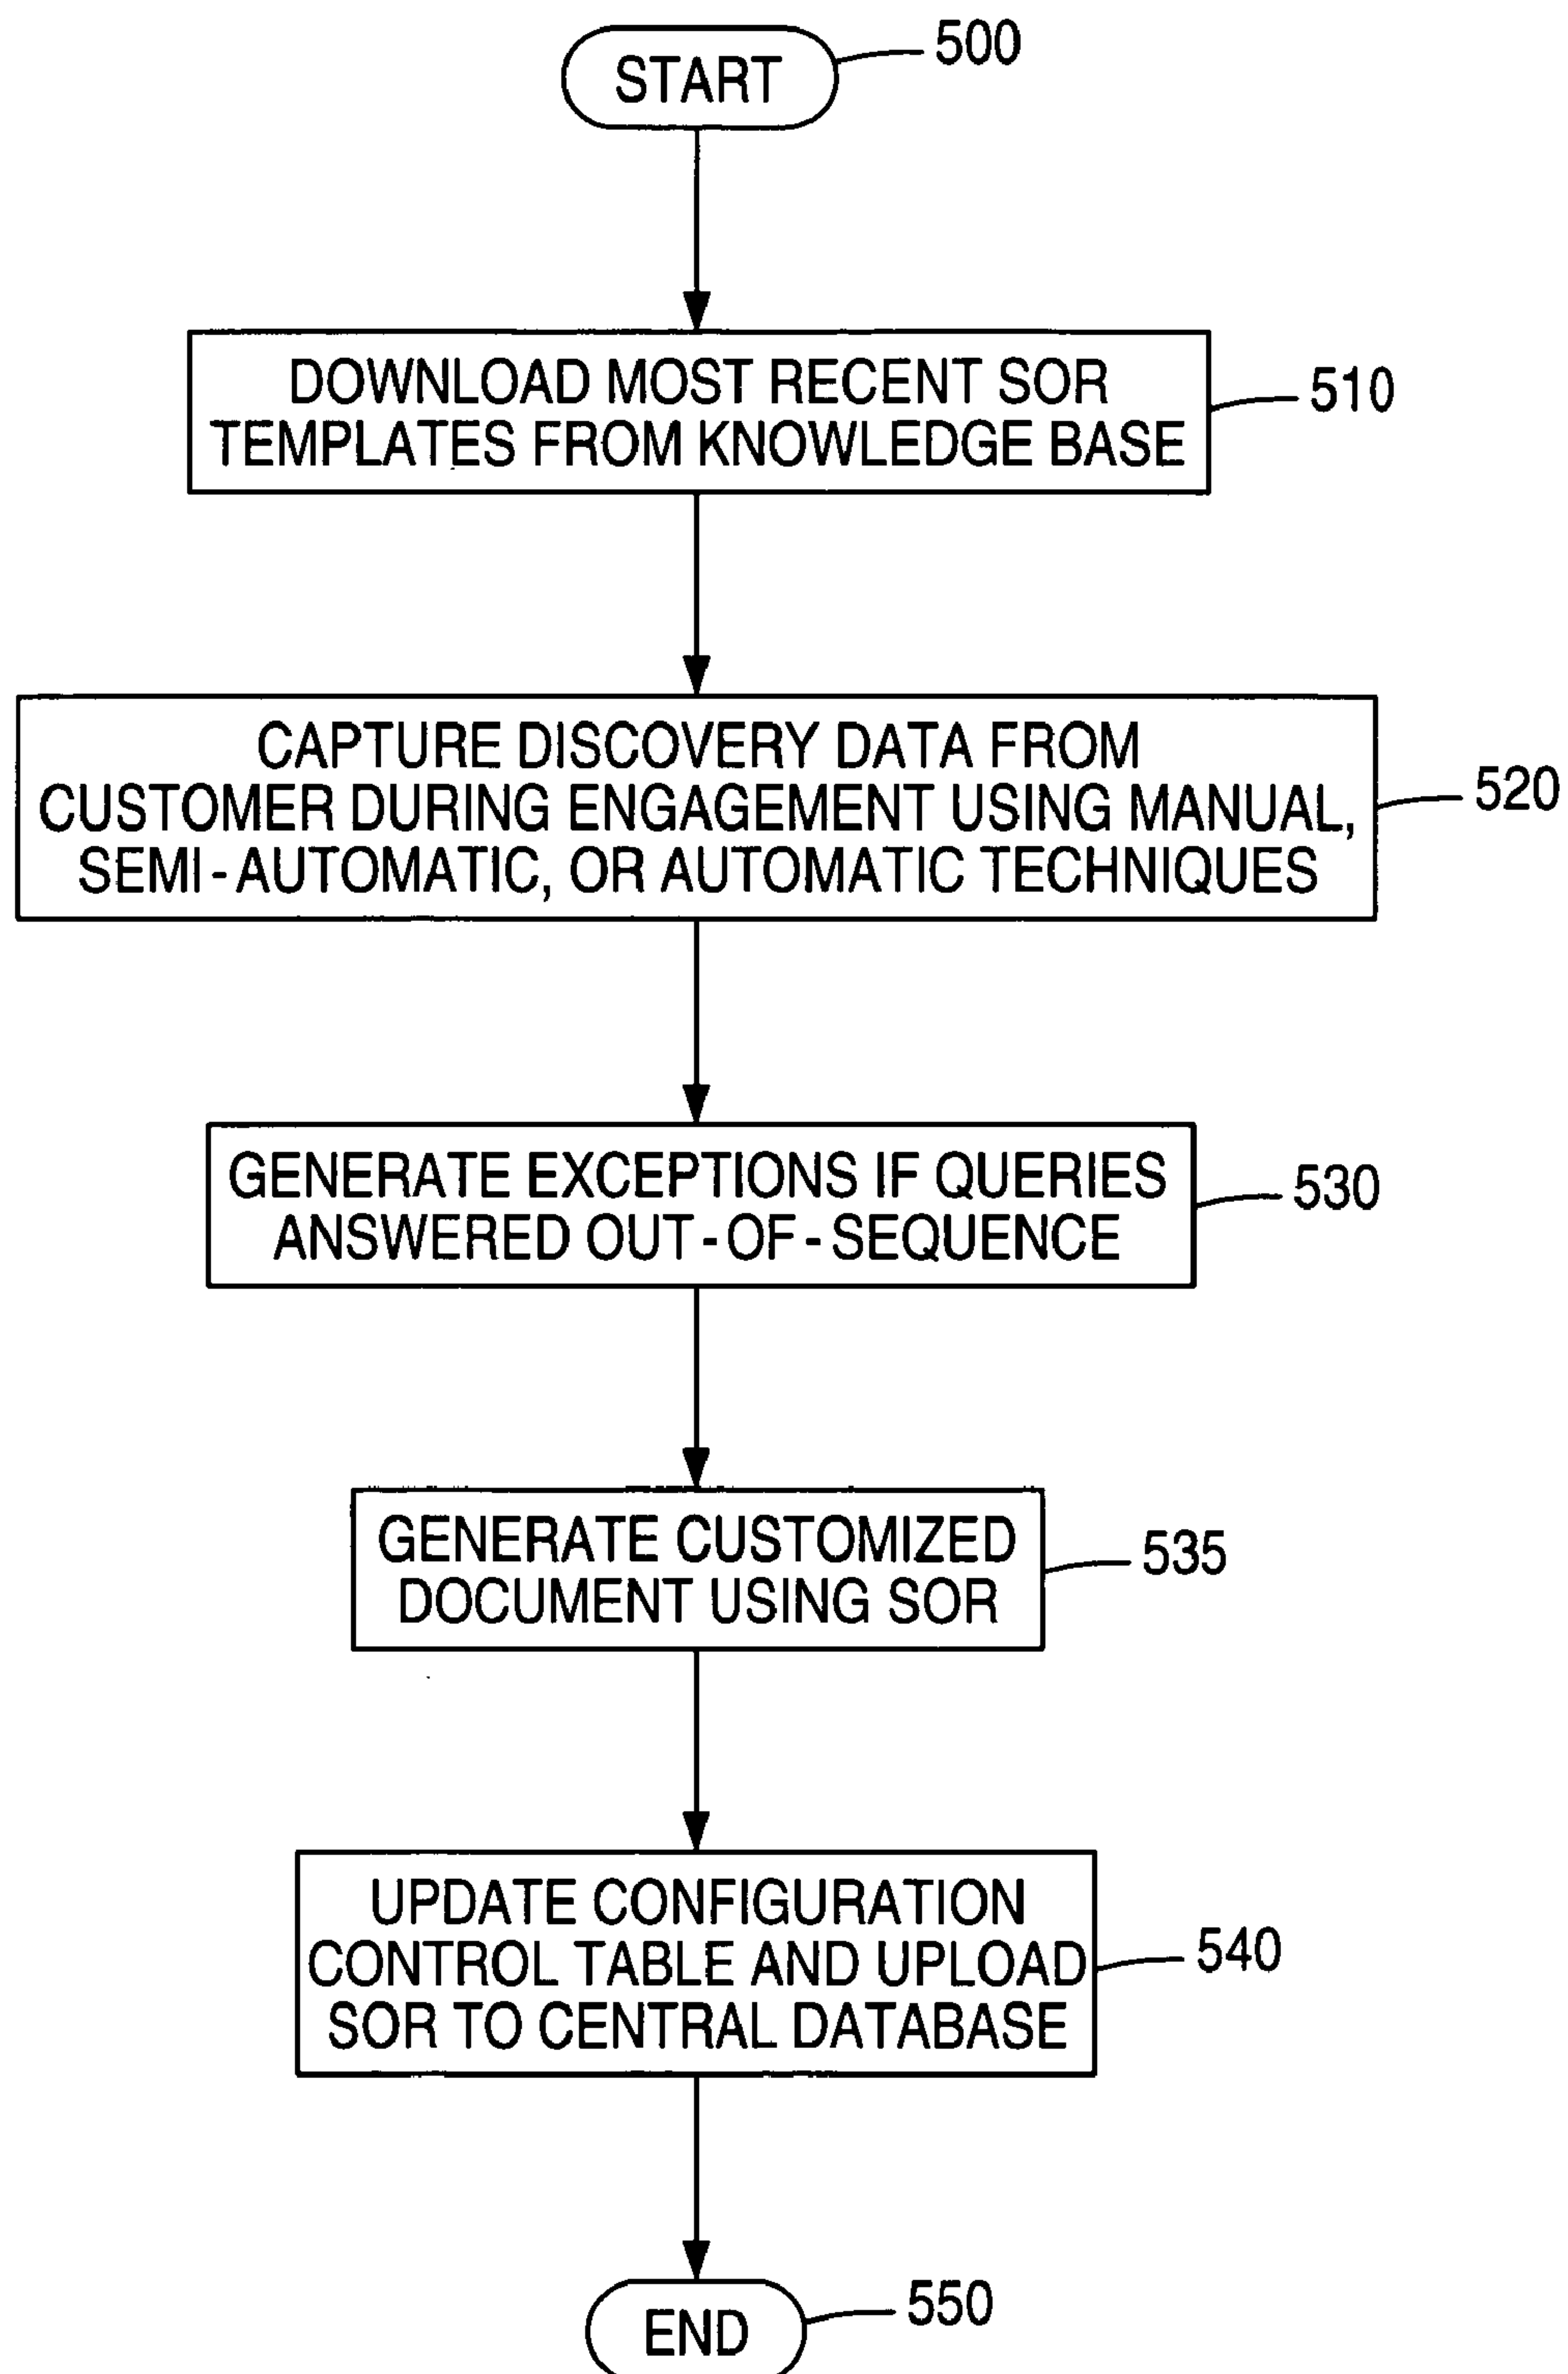 START
500
DOWNLOAD MOST RECENT SOR
TEMPLATES FROM KNOWLEDGE BASE
510
CAPTURE DISCOVERY DATA FROM
CUSTOMER DURING ENGAGEMENT USING MANUAL,
SEMI-AUTOMATIC, OR AUTOMATIC TECHNIQUES
520
GENERATE EXCEPTIONS IF QUERIES
ANSWERED OUT-OF-SEQUENCE
530
GENERATE CUSTOMIZED
DOCUMENT USING SOR
535
UPDATE CONFIGURATION
CONTROL TABLE AND UPLOAD
SOR TO CENTRAL DATABASE
540
END
550